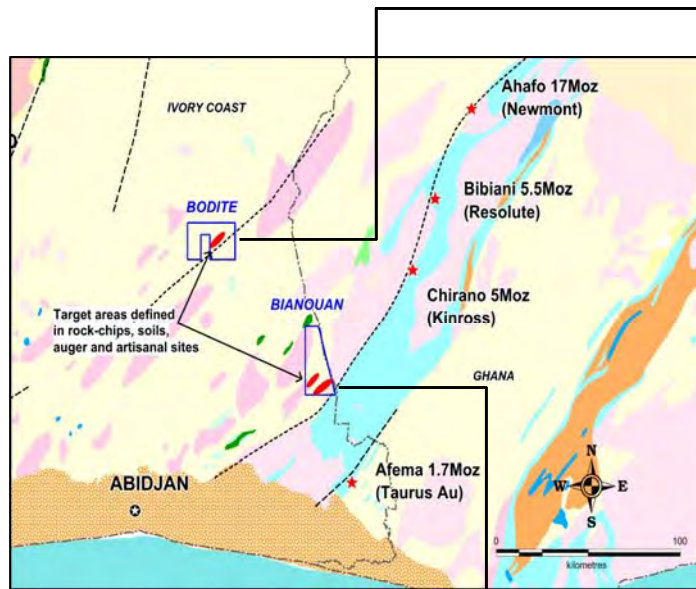 Ahafo 17Moz
(Newmont)
IVORY COAST
Bibiani 5.5Moz
(Resolute)
BODITE
Chirano 5Moz
(Kinross)
BIANOUAN
Target areas defined
in rock-chips, soils,
auger and artisanal sites
GHANA
Afema 1.7Moz
(Taurus Au)
ABIDJAN
N
W E
S
0 100
kilometres